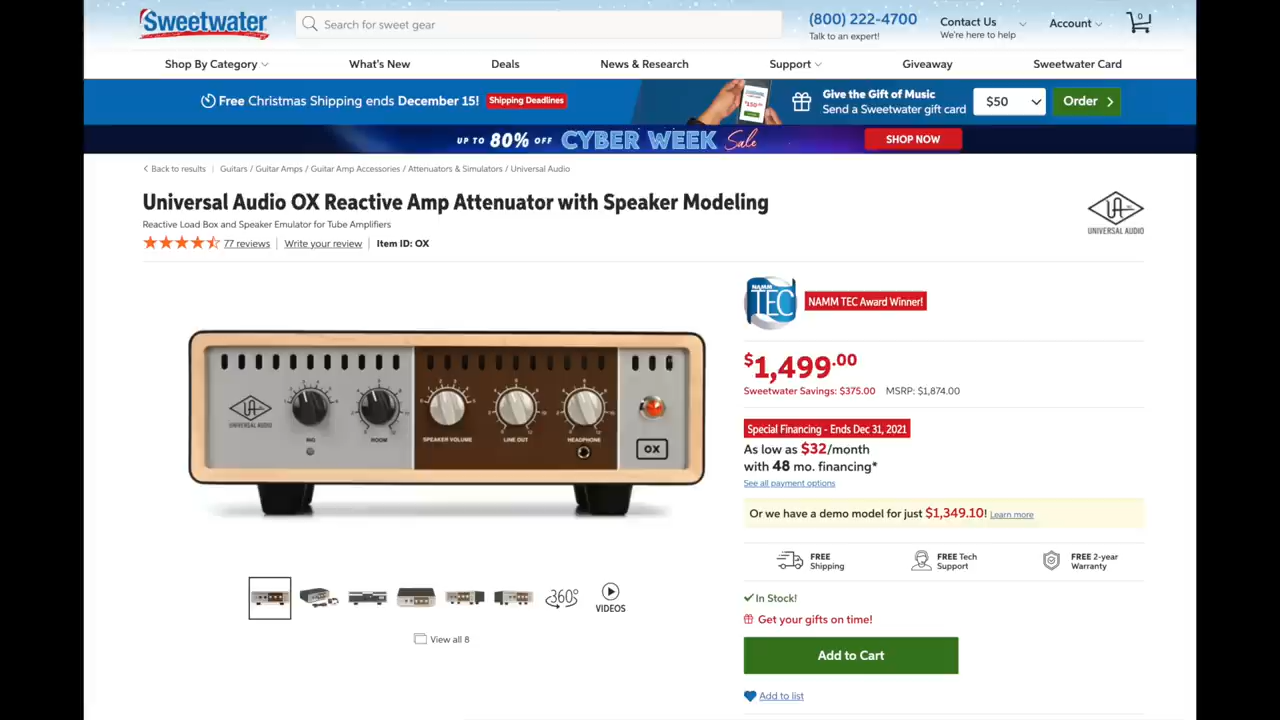 Sweetwater
Search for sweet gear
(800) 222-4700
Talk to an expert!
Contact Us
We're here to help
Account
0
Shop By Category
What's New
Deals
News & Research
Support
Giveaway
Sweetwater Card
Free Christmas Shipping ends December 15!
Shipping Deadlines
Give the Gift of Music
Send a Sweetwater gift card
$50
Order
UP TO 80% OFF CYBER WEEK Sale
SHOP NOW
Back to results
Guitars / Guitar Amps / Guitar Amp Accessories / Attenuators & Simulators / Universal Audio
Universal Audio OX Reactive Amp Attenuator with Speaker Modeling
Reactive Load Box and Speaker Emulator for Tube Amplifiers
77 reviews
Write your review
Item ID: OX
UA
UNIVERSAL AUDIO
NAMM
TEC
NAMM TEC Award Winner!
$1,499.00
Sweetwater Savings: $375.00 MSRP: $1,874.00
Special Financing - Ends Dec 31, 2021
As low as $32/month
with 48 mo. financing*
See all payment options
Or we have a demo model for just $1,349.10! Learn more
FREE
Shipping
FREE Tech
Support
FREE 2-year
Warranty
In Stock!
Get your gifts on time!
Add to Cart
Add to list
UA
UNIVERSAL AUDIO
RIG
ROOM
SPEAKER VOLUME
LINE OUT
HEADPHONE
OX
360°
VIDEOS
View all 8